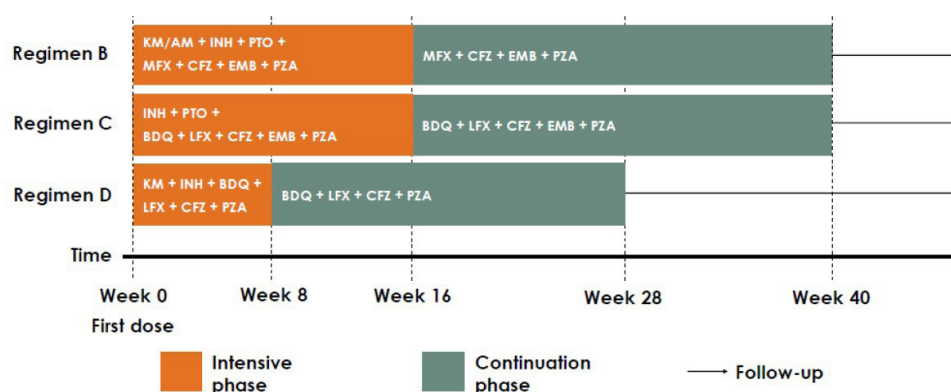 Regimen B
KM/AM + INH + PTO +
MFX + CFZ + EMB + PZA
MFX + CFZ + EMB + PZA
Regimen C
INH + PTO +
BDQ + LFX + CFZ + EMB + PZA
BDQ + LFX + CFZ + EMB + PZA
Regimen D
KM + INH + BDQ +
LFX + CFZ + PZA
BDQ + LFX + CFZ + PZA
Time
Week 0
Week 8
Week 16
Week 28
Week 40
First dose
Intensive
phase
Continuation
phase
Follow-up